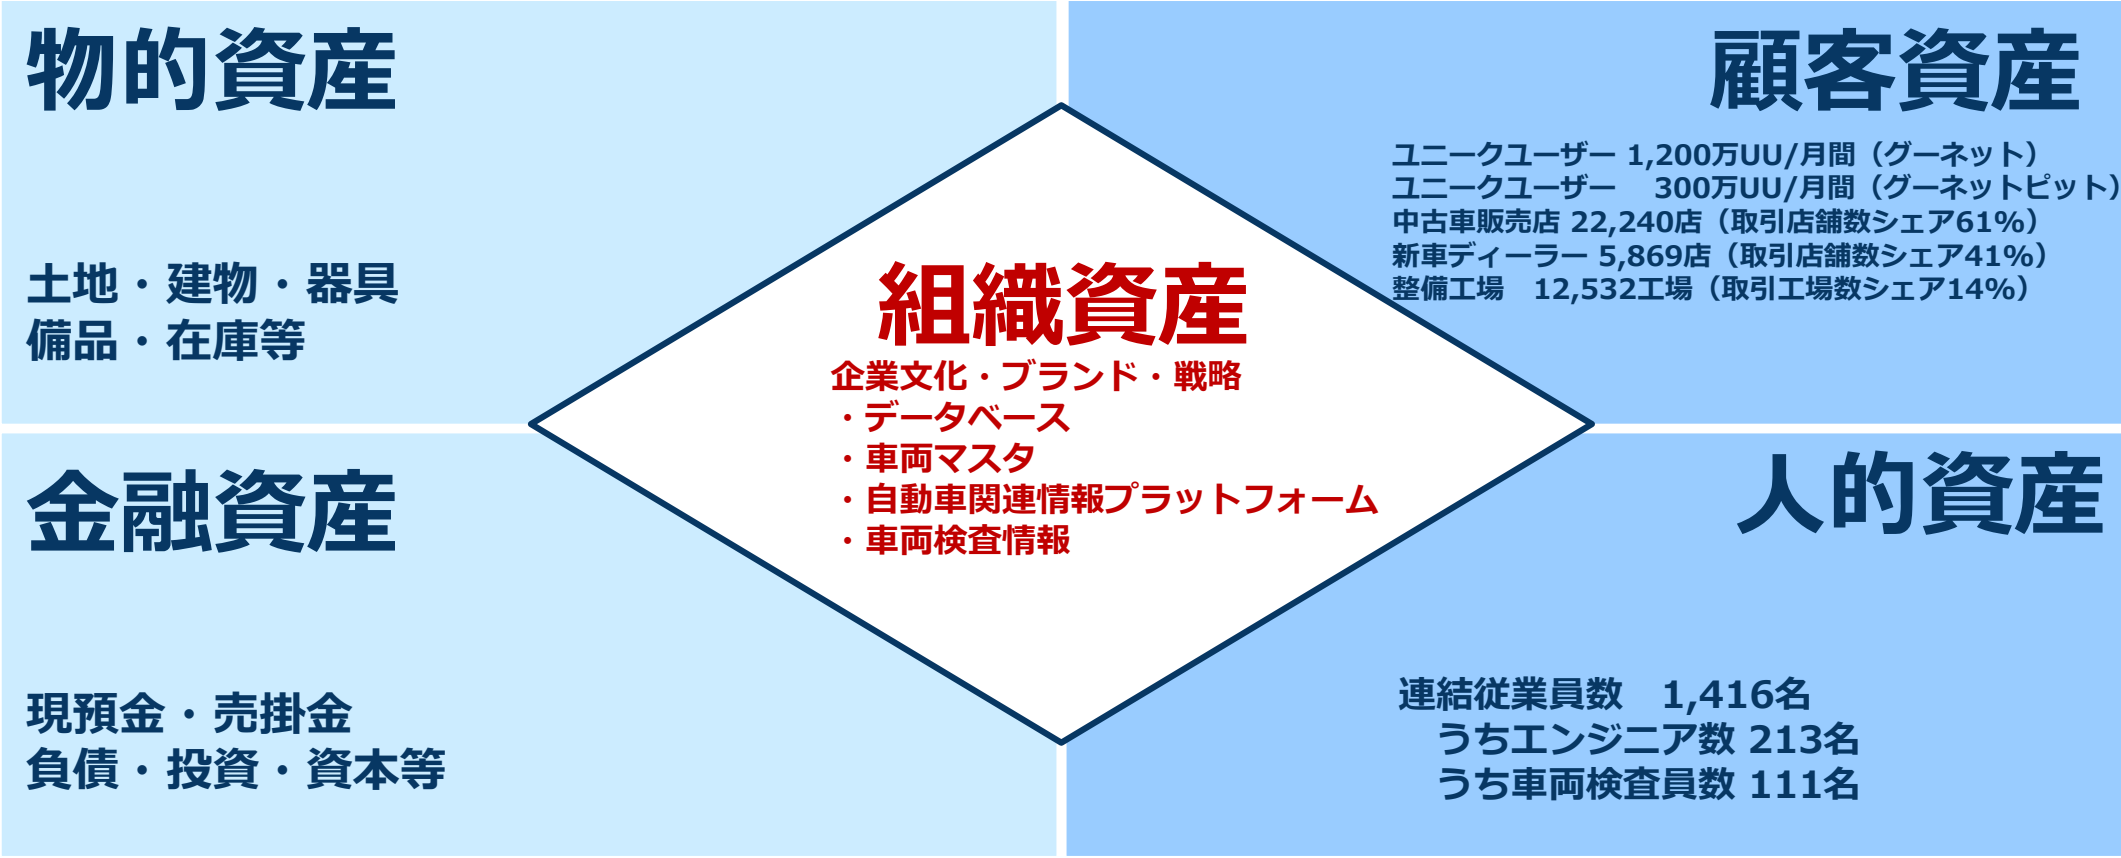 物的資産
土地・建物・器具
備品・在庫等
顧客資産
ユニークユーザー 1,200万UU/月間（グーネット）
ユニークユーザー　300万UU/月間（グーネットピット）
中古車販売店 22,240店（取引店舗数シェア61%）
新車ディーラー 5,869店（取引店舗数シェア41%）
整備工場　12,532工場（取引工場数シェア14%）
組織資産
企業文化・ブランド・戦略
・データベース
・車両マスタ
・自動車関連情報プラットフォーム
・車両検査情報
金融資産
現預金・売掛金
負債・投資・資本等
人的資産
連結従業員数　1,416名
うちエンジニア数 213名
うち車両検査員数 111名